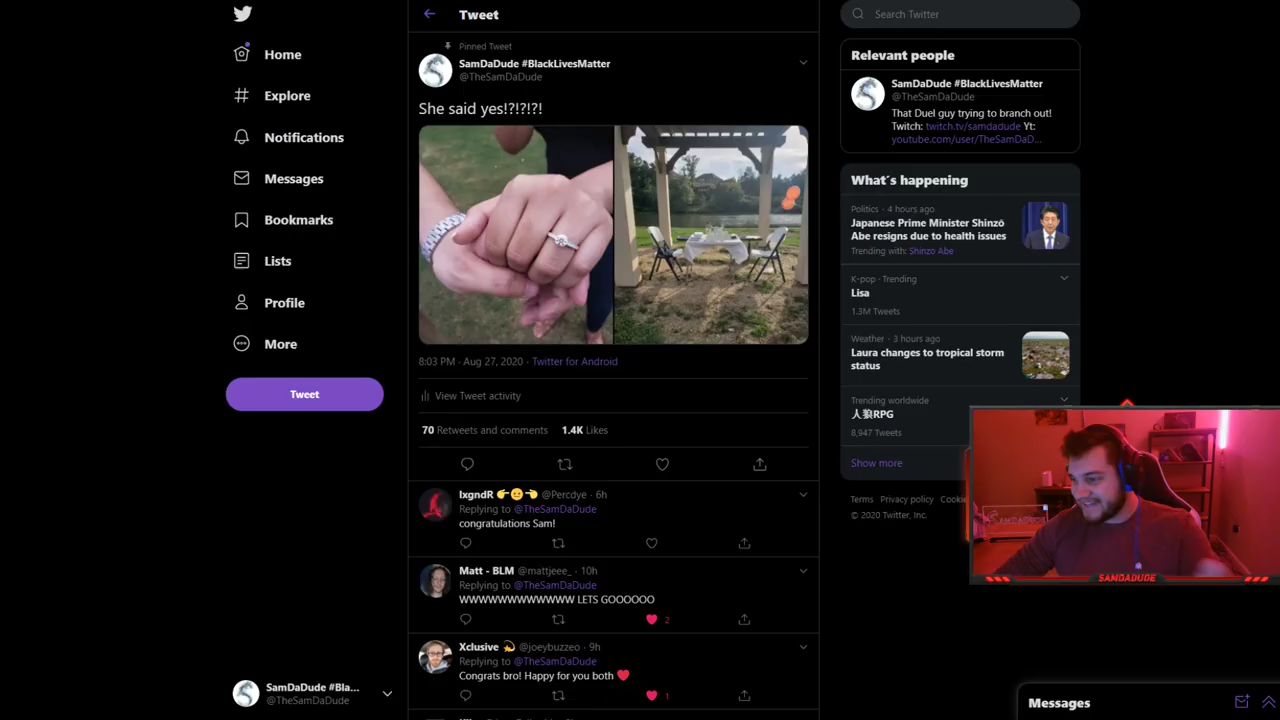 Home
Explore
Notifications
Messages
Bookmarks
Lists
Profile
More
Tweet
SamDaDude #Bla...
@TheSamDaDude
Tweet
Pinned Tweet
SamDaDude #BlackLivesMatter
@TheSamDaDude
She said yes!?!?!?!
8:03 PM · Aug 27, 2020 · Twitter for Android
View Tweet activity
70 Retweets and comments 1.4K Likes
IxgndR 👉😐👈 @Percdye · 6h
Replying to @TheSamDaDude
congratulations Sam!
Matt - BLM @mattjeee_ · 10h
Replying to @TheSamDaDude
WWWWWWWWWWWW LETS GOOOOOO
2
Xclusive 💫 @joeybuzzeo · 9h
Replying to @TheSamDaDude
Congrats bro! Happy for you both ❤️
1
Search Twitter
Relevant people
SamDaDude #BlackLivesMatter
@TheSamDaDude
That Duel guy trying to branch out!
Twitch: twitch.tv/samdadude Yt:
youtube.com/user/TheSamDaD...
What's happening
Politics · 4 hours ago
Japanese Prime Minister Shinzō
Abe resigns due to health issues
Trending with: Shinzo Abe
K-pop · Trending
Lisa
1.3M Tweets
Weather · 3 hours ago
Laura changes to tropical storm
status
Trending worldwide
人狼RPG
8,947 Tweets
Show more
Terms Privacy policy Cookie
© 2020 Twitter, Inc.
SAMDADUDE
Messages